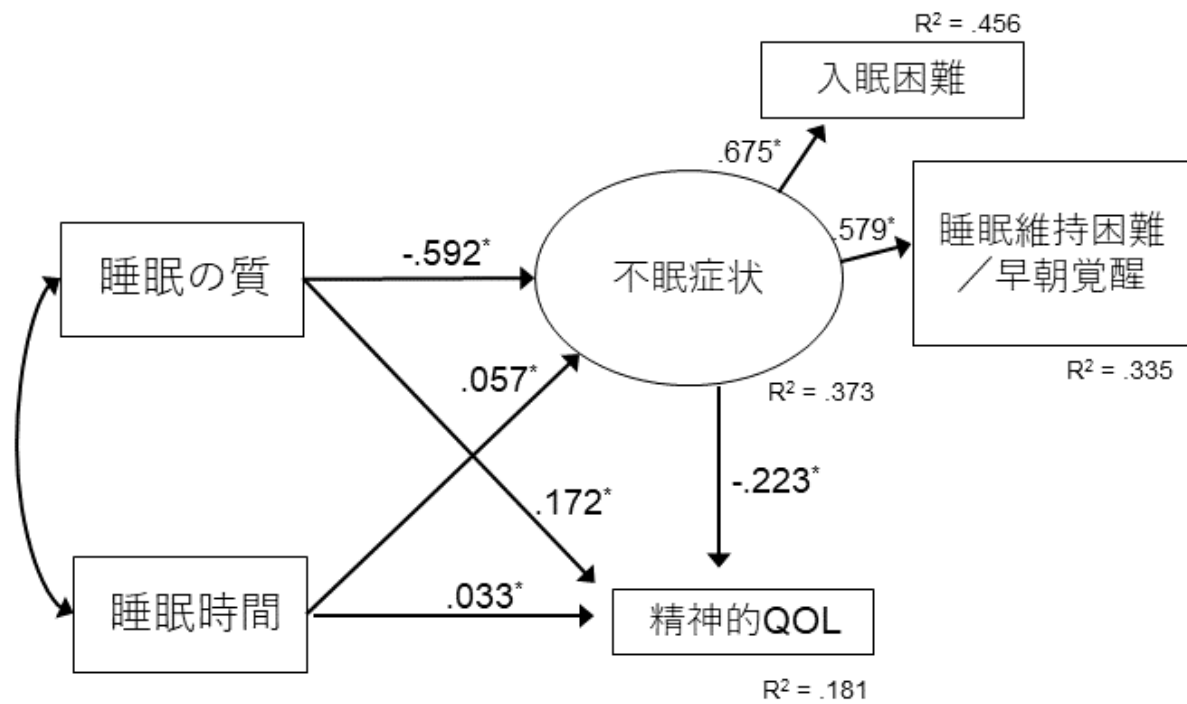 R² = .456
入眠困難
.675*
.579*
睡眠維持困難
／早朝覚醒
R² = .335
睡眠の質
-.592*
不眠症状
R² = .373
.057*
.172*
-.223*
睡眠時間
.033*
精神的QOL
R² = .181